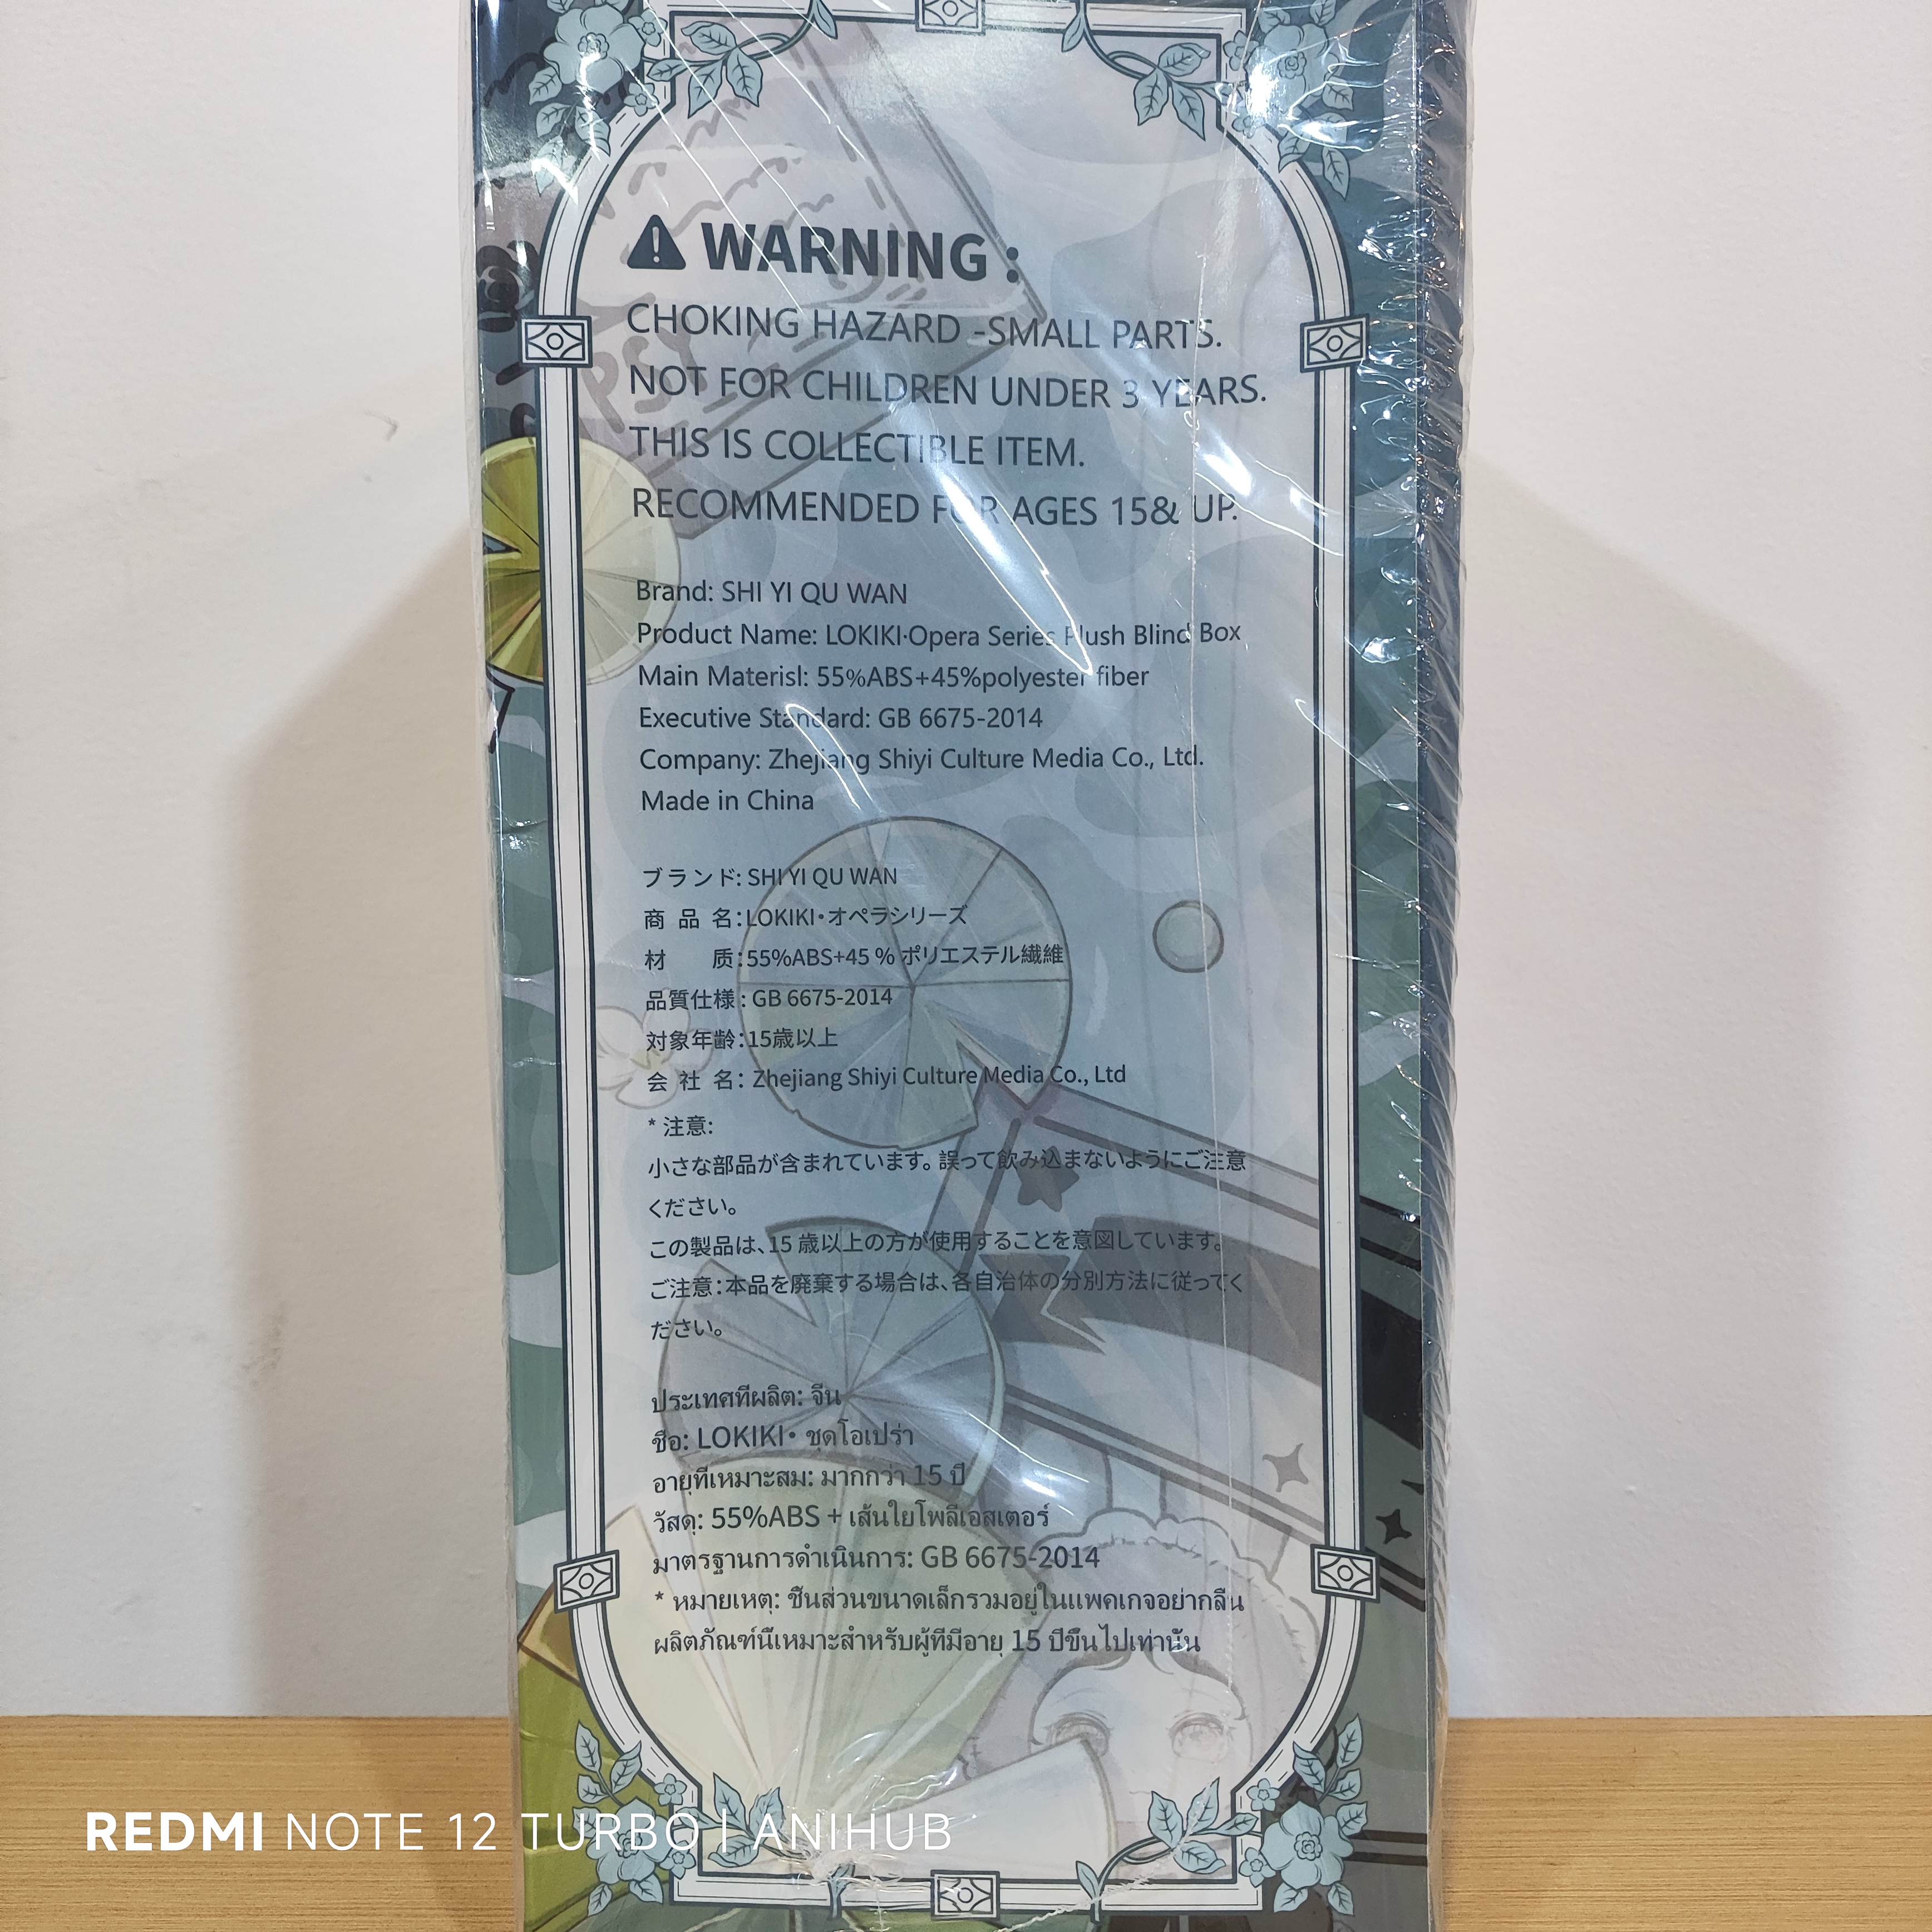 WARNING :
CHOKING HAZARD -SMALL PARTS.
NOT FOR CHILDREN UNDER 3 YEARS.
THIS IS COLLECTIBLE ITEM.
RECOMMENDED FOR AGES 15& UP.
Brand: SHI YI QU WAN
Product Name: LOKIKI·Opera Series Plush Blind Box
Main Materisl: 55%ABS+45%polyester fiber
Executive Standard: GB 6675-2014
Company: Zhejiang Shiyi Culture Media Co., Ltd.
Made in China
ブランド: SHI YI QU WAN
商 品 名: LOKIKI・オペラシリーズ
材 质: 55%ABS+45 % ポリエステル繊維
品質仕様 : GB 6675-2014
対象年齢: 15歳以上
会 社 名: Zhejiang Shiyi Culture Media Co., Ltd
* 注意:
小さな部品が含まれています。誤って飲み込まないようにご注意
ください。
この製品は、15 歳以上の方が使用することを意図しています。
ご注意：本品を廃棄する場合は、各自治体の分別方法に従ってく
ださい。
ประเทศที่ผลิต: จีน
ชื่อ: LOKIKI• ชุดโอเปร่า
อายุที่เหมาะสม: มากกว่า 15 ปี
วัสดุ: 55%ABS + เส้นใยโพลีเอสเตอร์
มาตรฐานการดำเนินการ: GB 6675-2014
* หมายเหตุ: ชิ้นส่วนขนาดเล็กรวมอยู่ในแพคเกจอย่ากลืน
ผลิตภัณฑ์นี้เหมาะสำหรับผู้ที่มีอายุ 15 ปีขึ้นไปเท่านั้น
REDMI NOTE 12 TURBO | ANIHUB